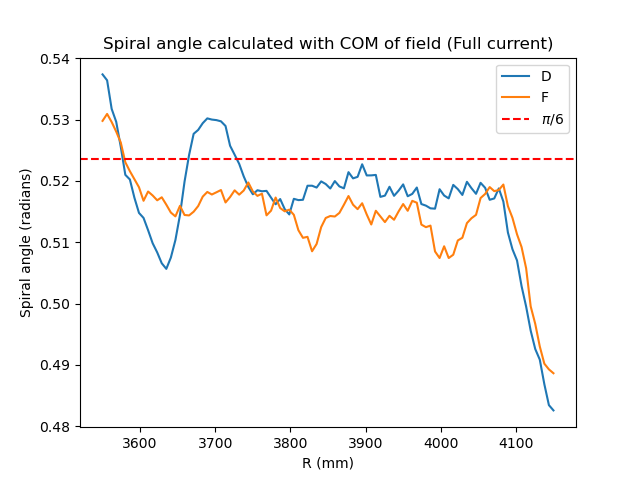 Spiral angle calculated with COM of field (Full current)
D
F
π/6
0.54
0.53
0.52
0.51
0.50
0.49
0.48
Spiral angle (radians)
3600 3700 3800 3900 4000 4100
R (mm)